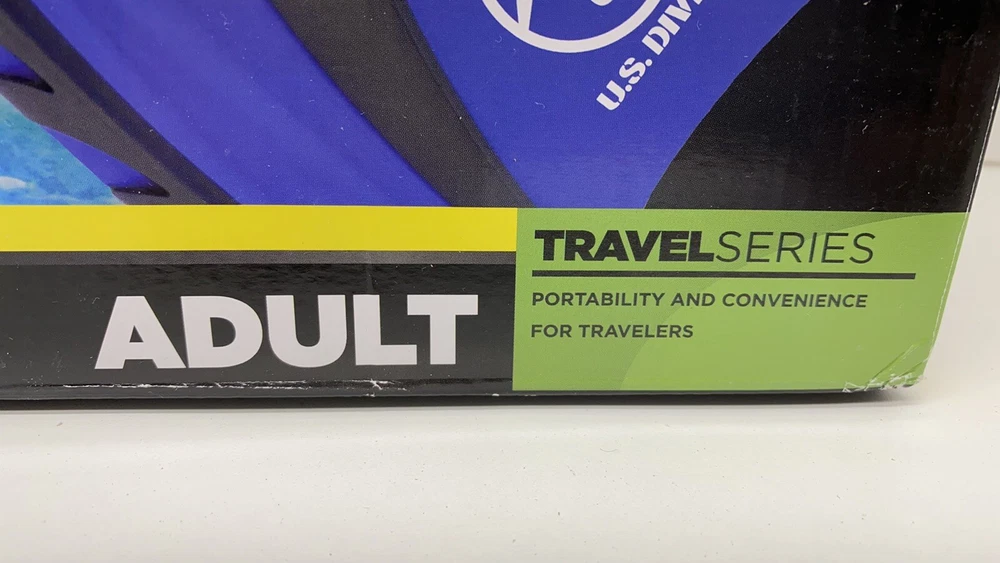 U.S. DIV
TRAVELSERIES
PORTABILITY AND CONVENIENCE
FOR TRAVELERS
ADULT